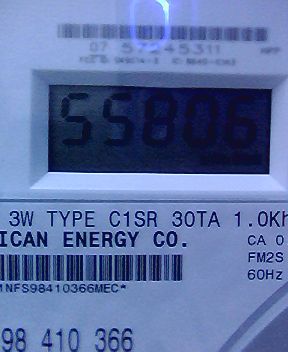 07 57245311
55806
3W TYPE C1SR 30TA 1.0Kh
ICAN ENERGY CO.
CA 0
FM2S
60Hz
NFS98410366MEC*
98 410 366